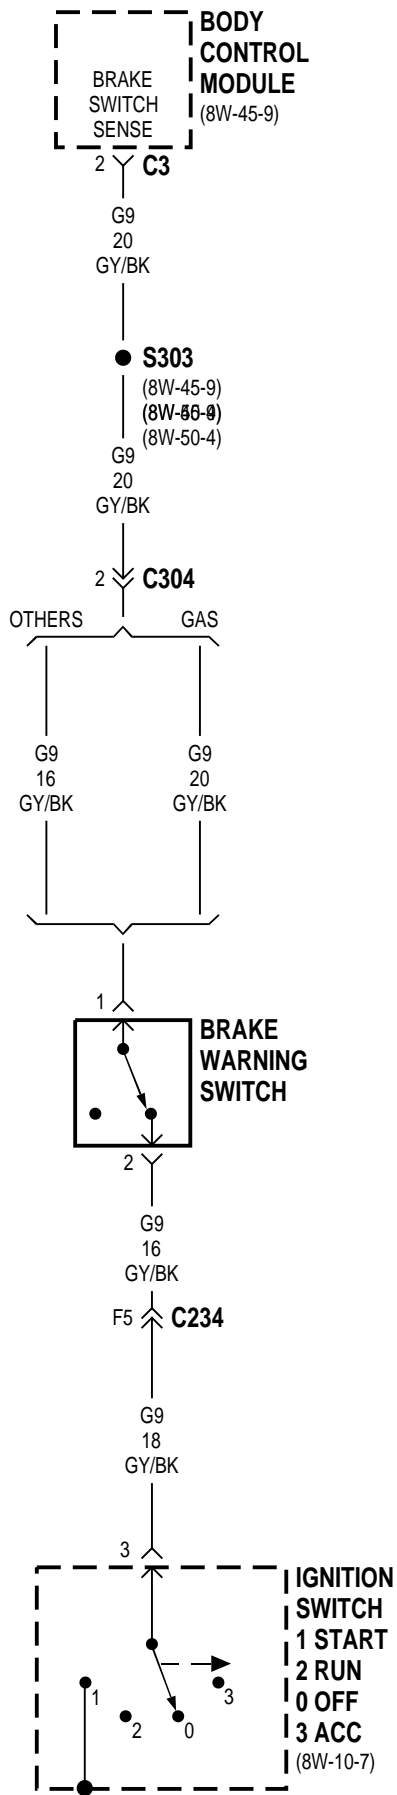 BODY
CONTROL
MODULE
(8W-45-9)
BRAKE
SWITCH
SENSE
2 C3
G9
20
GY/BK
S303
(8W-45-9)
(8W-50-4)
G9
20
GY/BK
2 C304
OTHERS GAS
G9 G9
16 20
GY/BK GY/BK
1
BRAKE
WARNING
SWITCH
2
G9
16
GY/BK
F5 C234
G9
18
GY/BK
3
IGNITION
SWITCH
1 START
2 RUN
0 OFF
3 ACC
(8W-10-7)
1 3
2 0